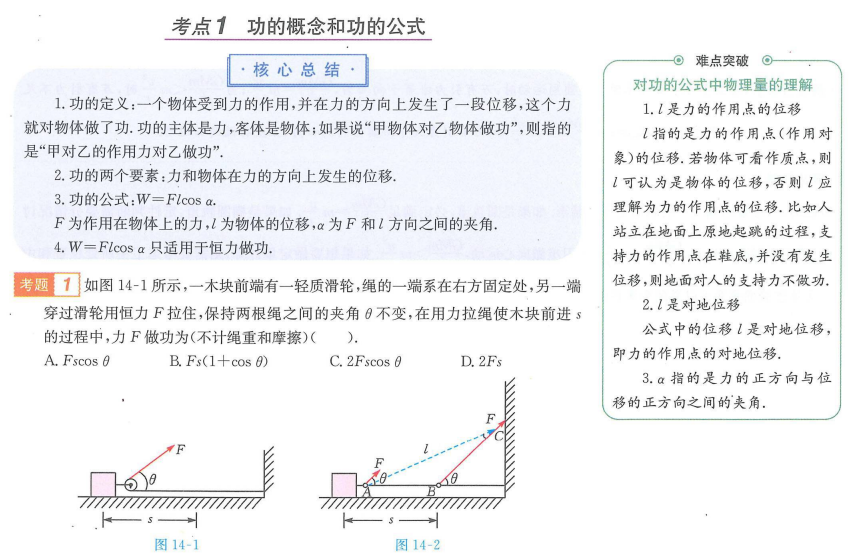 考点1 功的概念和功的公式
·核心总结·
1.功的定义:一个物体受到力的作用,并在力的方向上发生了一段位移,这个力
就对物体做了功.功的主体是力,客体是物体;如果说“甲物体对乙物体做功”,则指的
是“甲对乙的作用力对乙做功”.
2.功的两个要素:力和物体在力的方向上发生的位移.
3.功的公式:W=Flcos α.
F为作用在物体上的力,l为物体的位移,α为F和l方向之间的夹角.
4.W=Flcos α只适用于恒力做功.
考题 1 如图14-1所示,一木块前端有一轻质滑轮,绳的一端系在右方固定处,另一端
穿过滑轮用恒力F拉住,保持两根绳之间的夹角θ不变,在用力拉绳使木块前进s
的过程中,力F做功为(不计绳重和摩擦)(  ).
A. Fscos θ B. Fs(1+cos θ) C. 2Fscos θ D. 2Fs
F
θ
s
图14-1
F
C
l
F
θ
θ
A
B
s
图14-2
难点突破
对功的公式中物理量的理解
1.l是力的作用点的位移
l指的是力的作用点(作用对
象)的位移.若物体可看作质点,则
l可认为是物体的位移,否则l应
理解为力的作用点的位移.比如人
站立在地面上原地起跳的过程,支
持力的作用点在鞋底,并没有发生
位移,则地面对人的支持力不做功.
2.l是对地位移
公式中的位移l是对地位移,
即力的作用点的对地位移.
3.α指的是力的正方向与位
移的正方向之间的夹角.